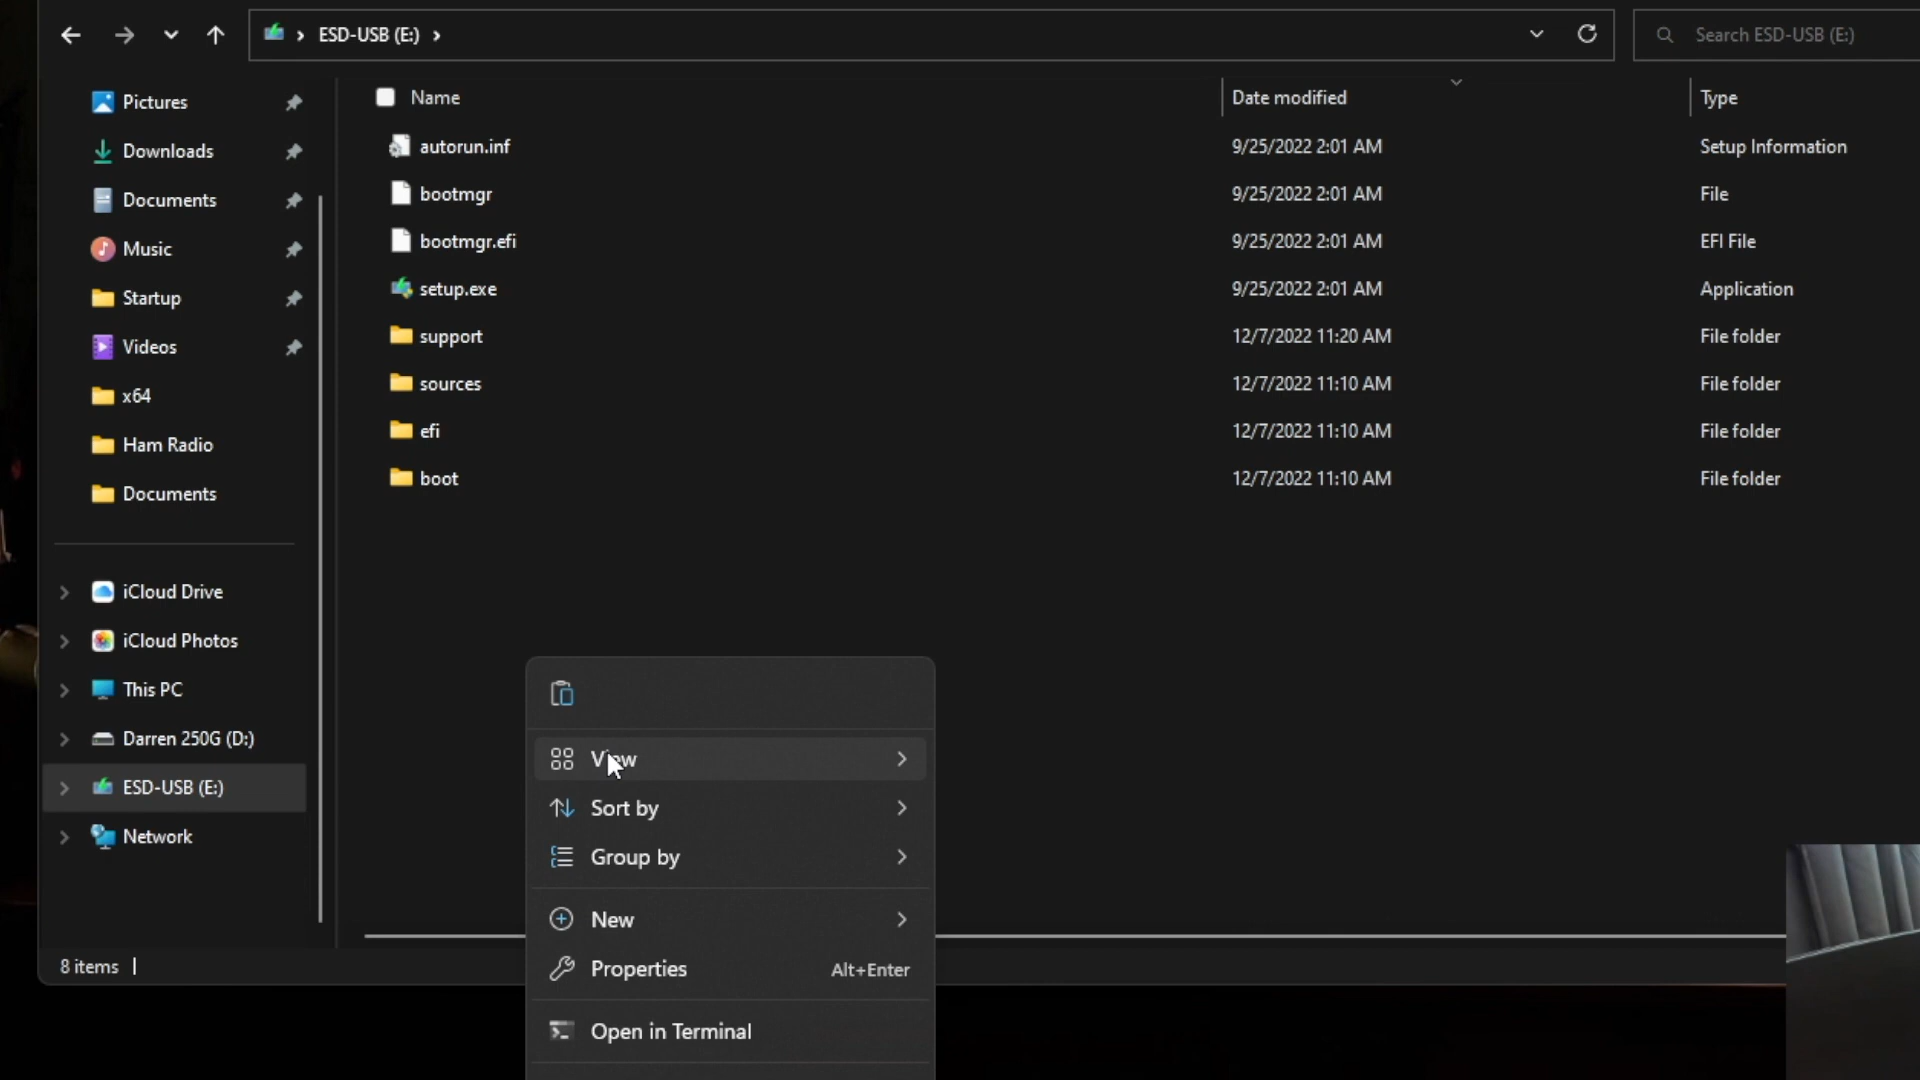 ESD-USB (E:)
Search ESD-USB (E:)
Pictures
Downloads
Documents
Music
Startup
Videos
x64
Ham Radio
Documents
iCloud Drive
iCloud Photos
This PC
Darren 250G (D:)
ESD-USB (E:)
Network
Name Date modified Type
autorun.inf 9/25/2022 2:01 AM Setup Information
bootmgr 9/25/2022 2:01 AM File
bootmgr.efi 9/25/2022 2:01 AM EFI File
setup.exe 9/25/2022 2:01 AM Application
support 12/7/2022 11:20 AM File folder
sources 12/7/2022 11:10 AM File folder
efi 12/7/2022 11:10 AM File folder
boot 12/7/2022 11:10 AM File folder
View
Sort by
Group by
New
Properties Alt+Enter
Open in Terminal
8 items